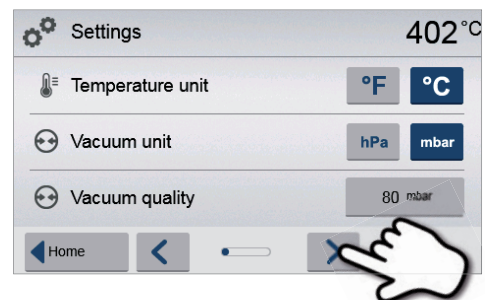 Settings 402°C
Temperature unit °F °C
Vacuum unit hPa mbar
Vacuum quality 80 mbar
Home